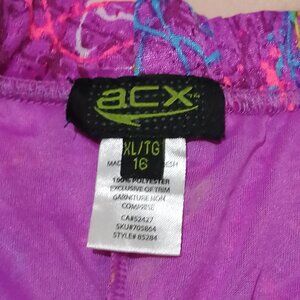 acx
XL/TG
16
100% POLYESTER
EXCLUSIVE OF TRIM
GARNITURE NON
COMPRISE
CA#52427
SKU#705864
STYLE# 85284